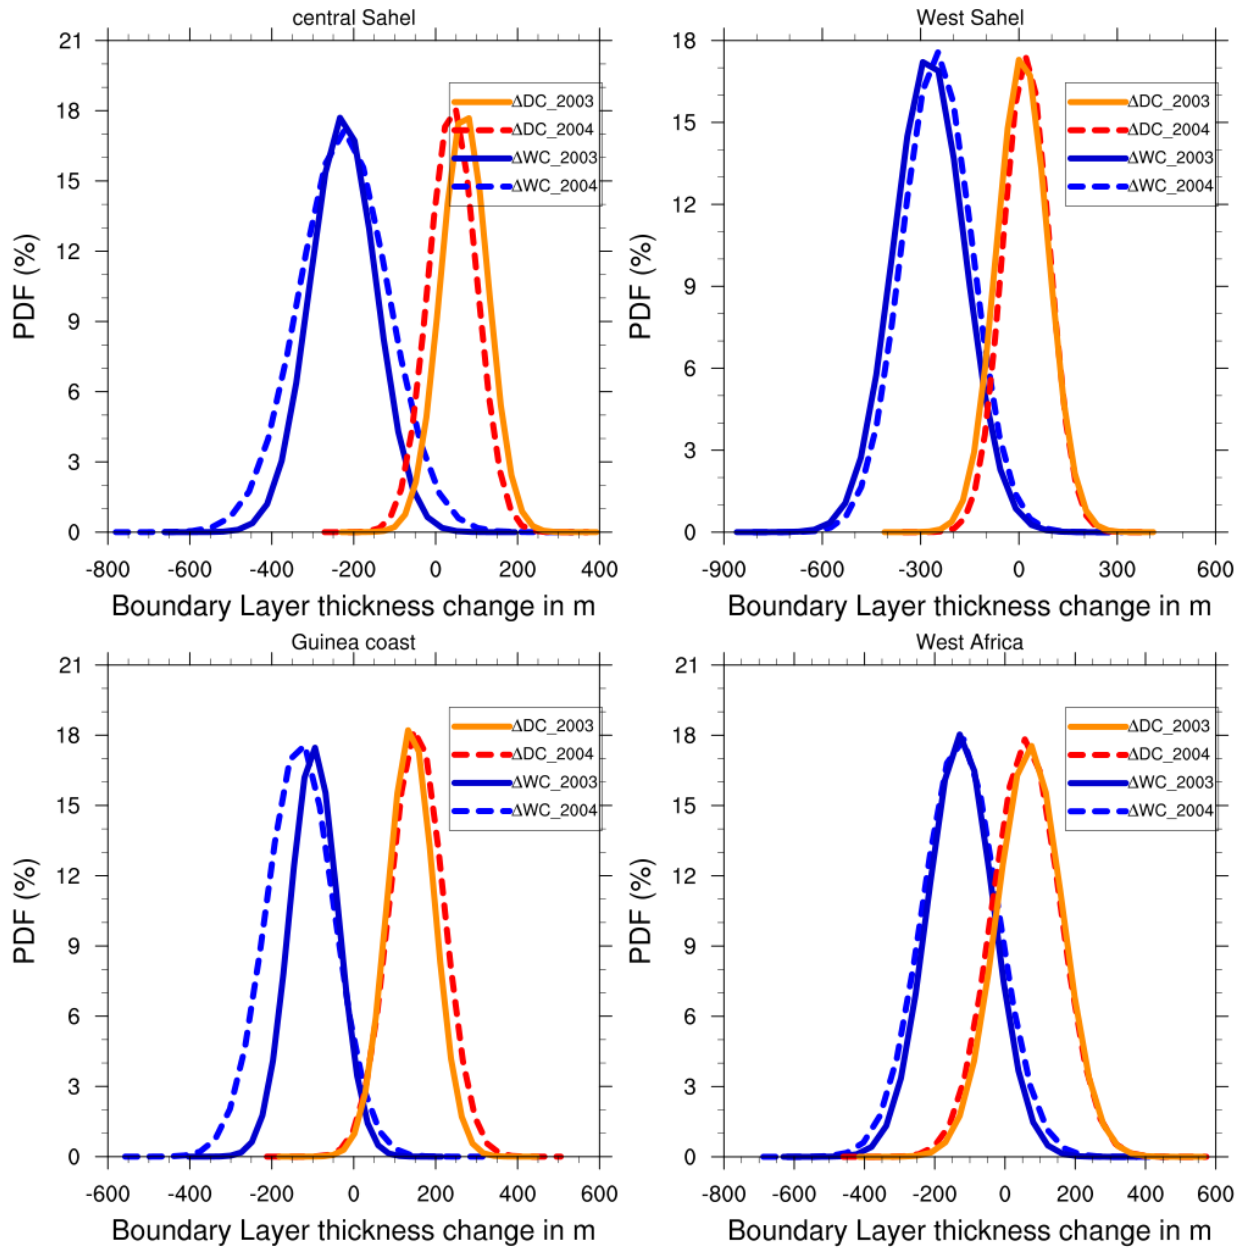 central Sahel
21
18
15
12
9
6
3
0
PDF (%)
ΔDC_2003
ΔDC_2004
ΔWC_2003
ΔWC_2004
-800 -600 -400 -200 0 200 400
Boundary Layer thickness change in m
West Sahel
18
15
12
9
6
3
0
PDF (%)
ΔDC_2003
ΔDC_2004
ΔWC_2003
ΔWC_2004
-900 -600 -300 0 300 600
Boundary Layer thickness change in m
Guinea coast
21
18
15
12
9
6
3
0
PDF (%)
ΔDC_2003
ΔDC_2004
ΔWC_2003
ΔWC_2004
-600 -400 -200 0 200 400 600
Boundary Layer thickness change in m
West Africa
21
18
15
12
9
6
3
0
PDF (%)
ΔDC_2003
ΔDC_2004
ΔWC_2003
ΔWC_2004
-800 -600 -400 -200 0 200 400 600
Boundary Layer thickness change in m